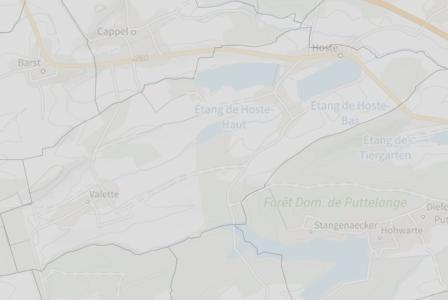 Cappel
260
Hoste
Barst
Étang de Hoste-
Haut
Étang de Hoste-
Bas
Étang de
Tiergarten
Valette
Forêt Dom. de Puttelange
Stangenaecker
Hohwarte